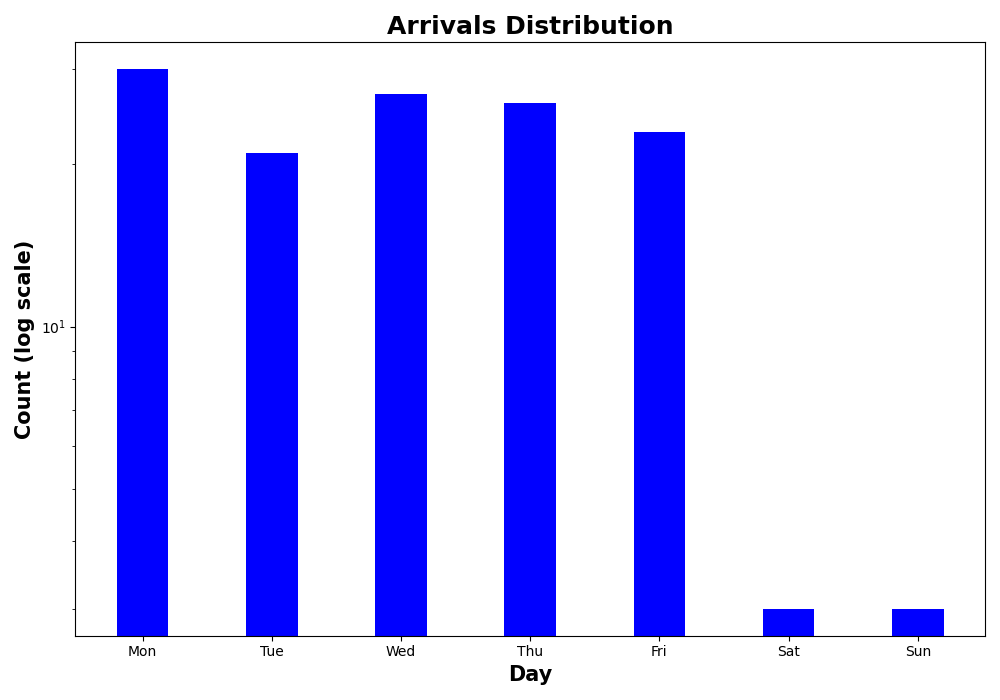 Arrivals Distribution
Count (log scale)
10¹
Mon Tue Wed Thu Fri Sat Sun
Day